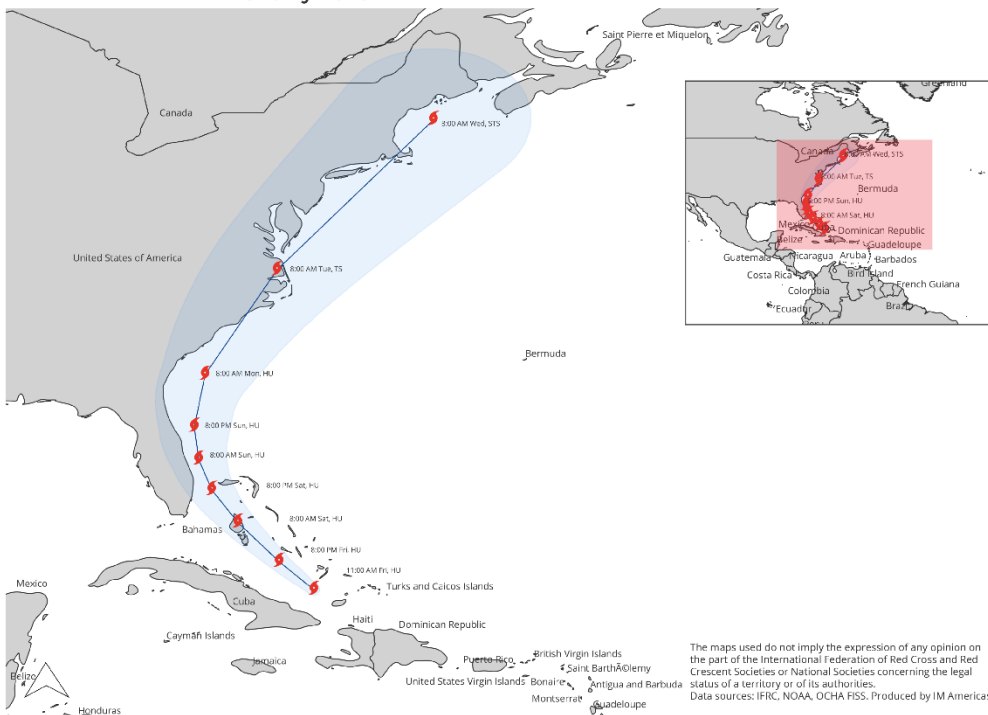 Saint Pierre et Miquelon
Canada
8:00 AM Wed, STS
United States of America
8:00 AM Tue, TS
Bermuda
8:00 AM Mon, HU
8:00 PM Sun, HU
8:00 AM Sun, HU
8:00 PM Sat, HU
8:00 AM Sat, HU
Bahamas
8:00 PM Fri, HU
11:00 AM Fri, HU
Turks and Caicos Islands
Mexico
Cuba
Haiti
Dominican Republic
Caymañ Islands
Jamaica
Puerto Rico
British Virgin Islands
Saint BarthÃ©lemy
United States Virgin Islands
Bonaire
Antigua and Barbuda
Montserrat
Guadeloupe
Belize
Honduras
Greenland
Canada
AM Wed, STS
:00 AM Tue, TS
Bermuda
:00 PM Sun, HU
8:00 AM Sat, HU
Mexico
Dominican Republic
Belize
Guadeloupe
Guatemala
Nicaragua
Aruba
Barbados
Costa Rica
Bird Island
Colombia
French Guiana
Ecuador
Brazil
The maps used do not imply the expression of any opinion on
the part of the International Federation of Red Cross and Red
Crescent Societies or National Societies concerning the legal
status of a territory or of its authorities.
Data sources: IFRC, NOAA, OCHA FISS. Produced by IM Americas